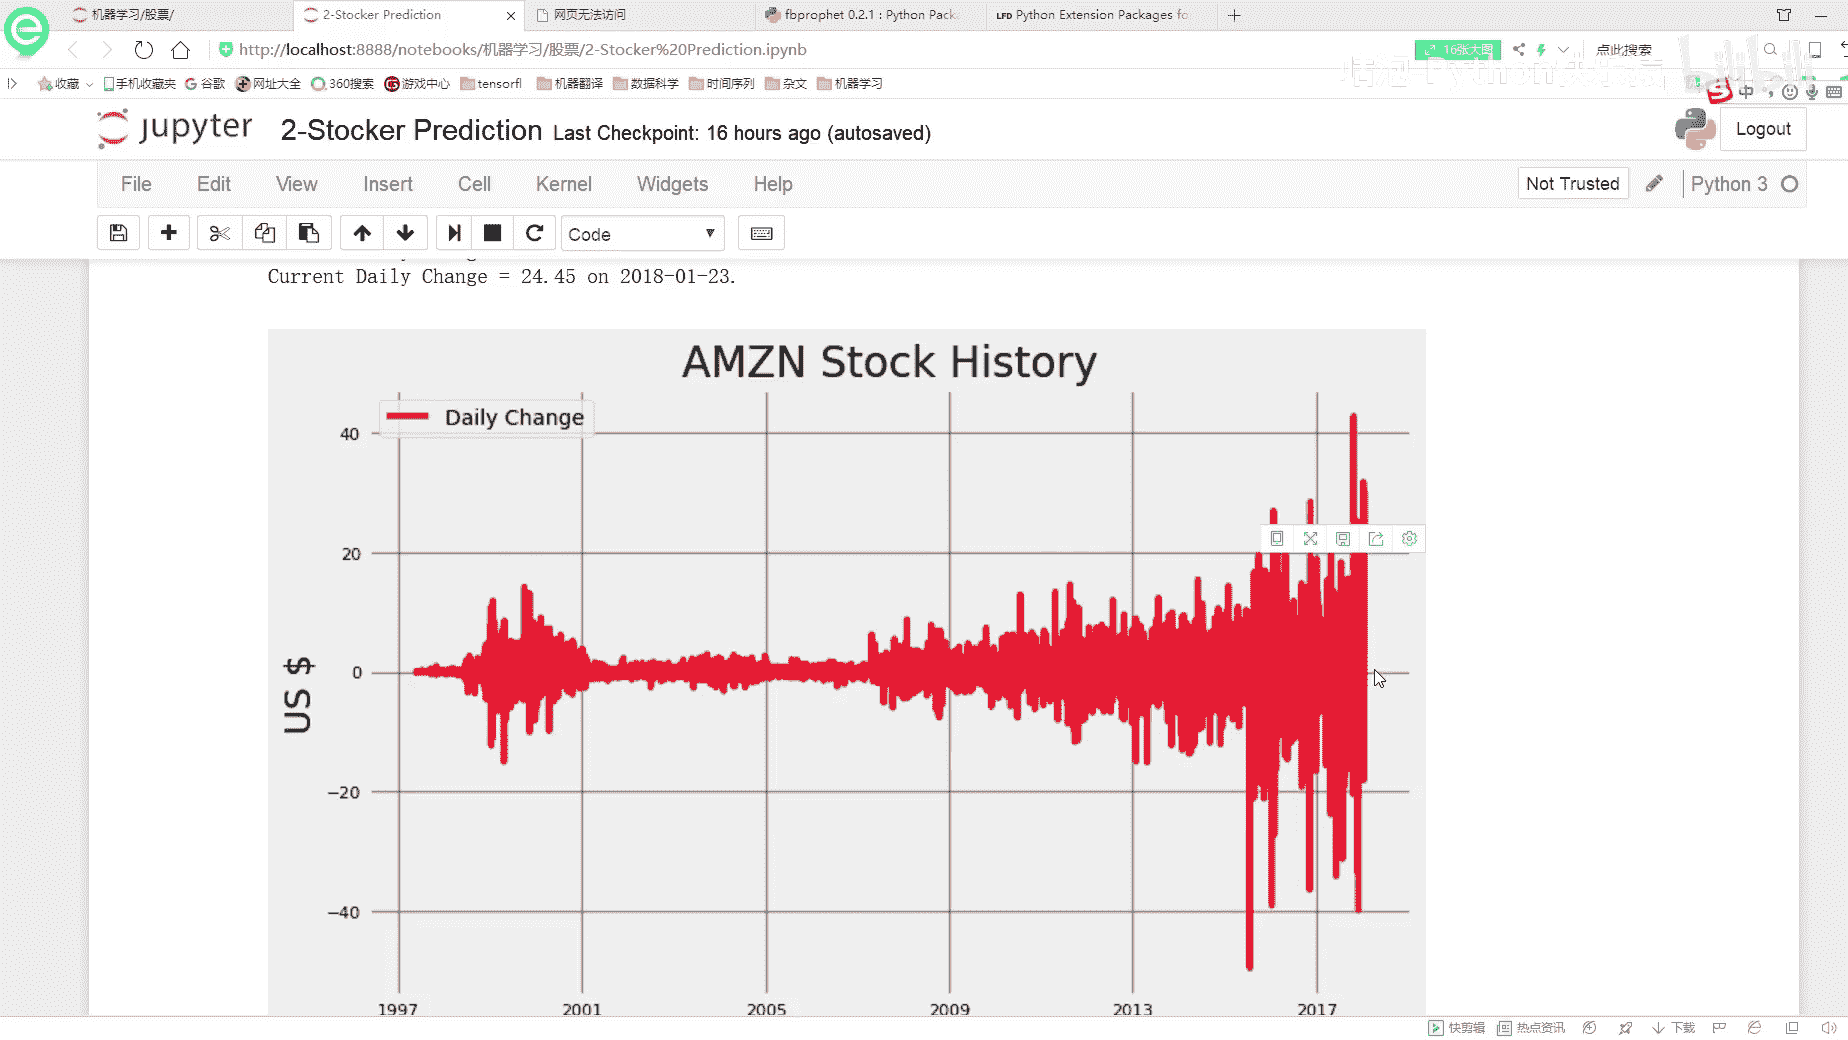 机器学习/股票/
2-Stocker Prediction
网页无法访问
fbprophet 0.2.1 : Python Pack
LFD Python Extension Packages fo
http://localhost:8888/notebooks/机器学习/股票/2-Stocker%20Prediction.ipynb
16张大图
点此搜索
收藏
手机收藏夹
谷歌
网址大全
360搜索
游戏中心
tensorfl
机器翻译
数据科学
时间序列
杂文
机器学习
中
jupyter
2-Stocker Prediction
Last Checkpoint: 16 hours ago (autosaved)
Logout
File
Edit
View
Insert
Cell
Kernel
Widgets
Help
Not Trusted
Python 3
Code
Current Daily Change = 24.45 on 2018-01-23.
AMZN Stock History
Daily Change
40
20
0
−20
−40
US $
1997
2001
2005
2009
2013
2017
快剪辑
热点资讯
下载